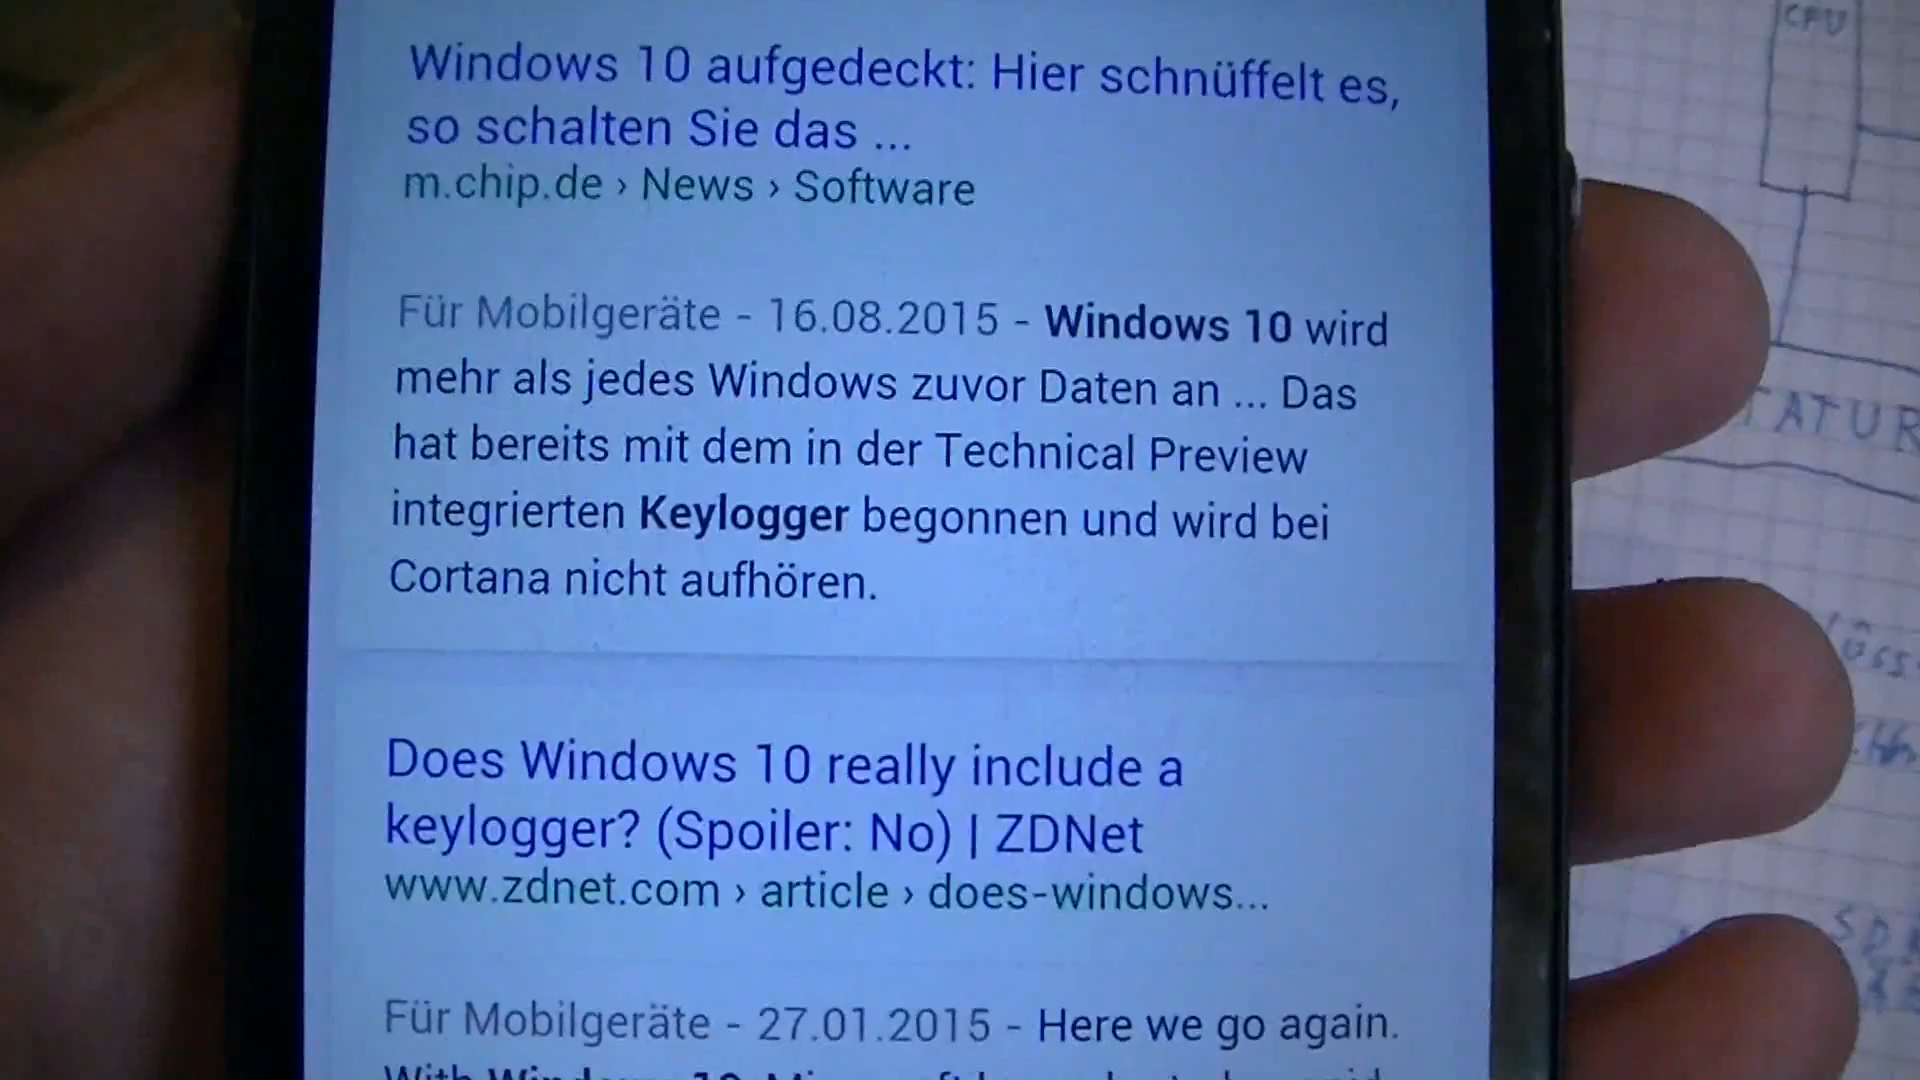 Windows 10 aufgedeckt: Hier schnüffelt es,
so schalten Sie das ...
m.chip.de › News › Software
Für Mobilgeräte - 16.08.2015 - Windows 10 wird
mehr als jedes Windows zuvor Daten an ... Das
hat bereits mit dem in der Technical Preview
integrierten Keylogger begonnen und wird bei
Cortana nicht aufhören.
Does Windows 10 really include a
keylogger? (Spoiler: No) | ZDNet
www.zdnet.com › article › does-windows...
Für Mobilgeräte - 27.01.2015 - Here we go again.
CPU